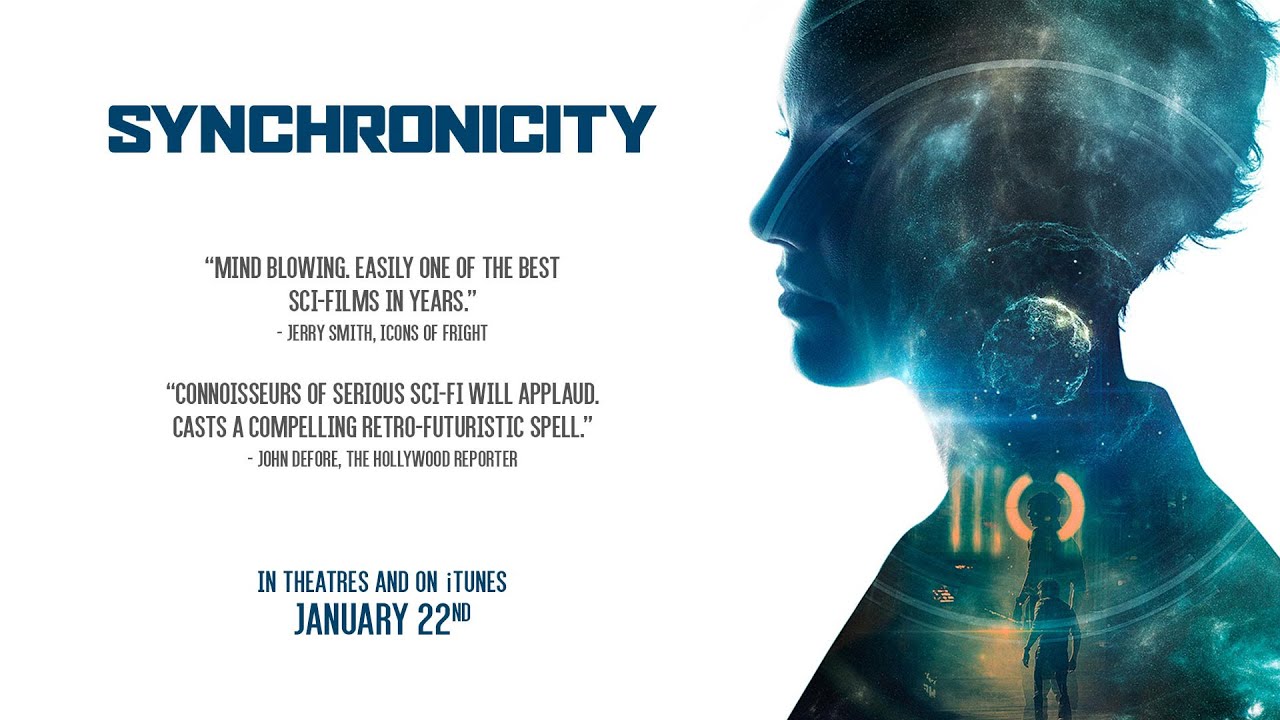 SYNCHRONICITY
“MIND BLOWING. EASILY ONE OF THE BEST
SCI-FILMS IN YEARS.”
- JERRY SMITH, ICONS OF FRIGHT
“CONNOISSEURS OF SERIOUS SCI-FI WILL APPLAUD.
CASTS A COMPELLING RETRO-FUTURISTIC SPELL.”
- JOHN DEFORE, THE HOLLYWOOD REPORTER
IN THEATRES AND ON iTUNES
JANUARY 22ND